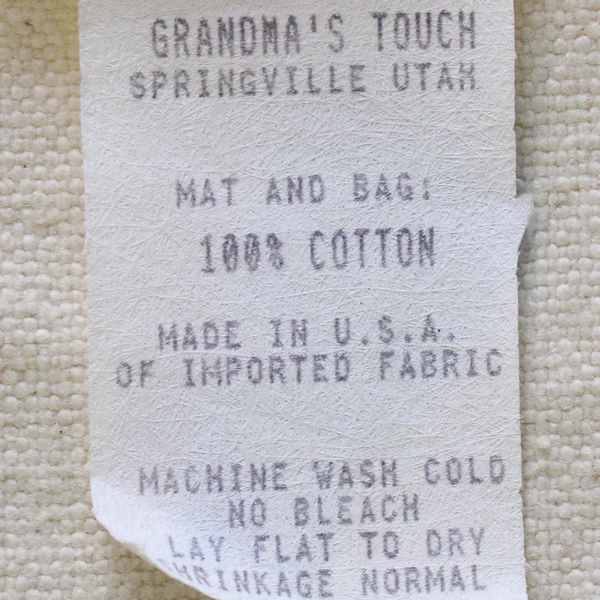 GRANDMA'S TOUCH
SPRINGVILLE UTAH
MAT AND BAG:
100% COTTON
MADE IN U.S.A.
OF IMPORTED FABRIC
MACHINE WASH COLD
NO BLEACH
LAY FLAT TO DRY
SHRINKAGE NORMAL